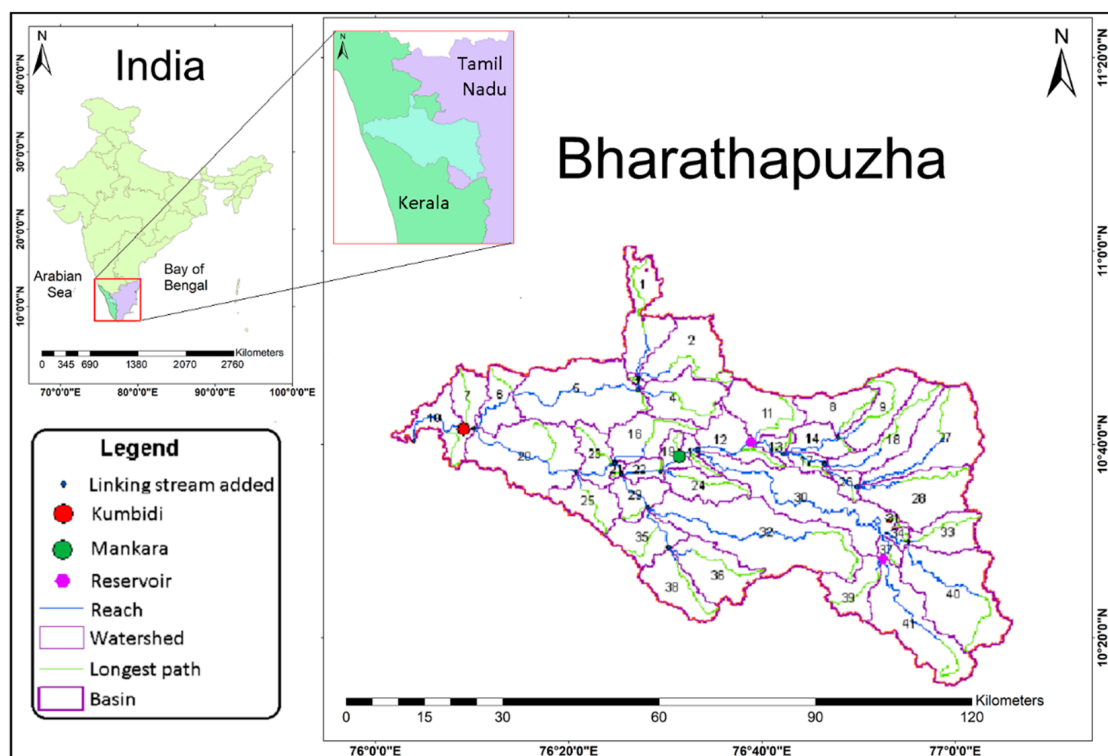 N
India
40°0'0"N
30°0'0"N
20°0'0"N
10°0'0"N
Arabian
Sea
Bay of
Bengal
Kilometers
0 345 690 1380 2070 2760
70°0'0"E 80°0'0"E 90°0'0"E 100°0'0"E
N
Tamil
Nadu
Kerala
N
Bharathapuzha
11°20'0"N
11°0'0"N
10°40'0"N
10°20'0"N
1
2
3
4
5
6
7
8
9
10
11
12
13
14
16
18
19
20
22
24
25
27
28
29
30
32
33
35
36
37
38
39
40
41
Kilometers
0 15 30 60 90 120
76°0'0"E 76°20'0"E 76°40'0"E 77°0'0"E
Legend
Linking stream added
Kumbidi
Mankara
Reservoir
Reach
Watershed
Longest path
Basin